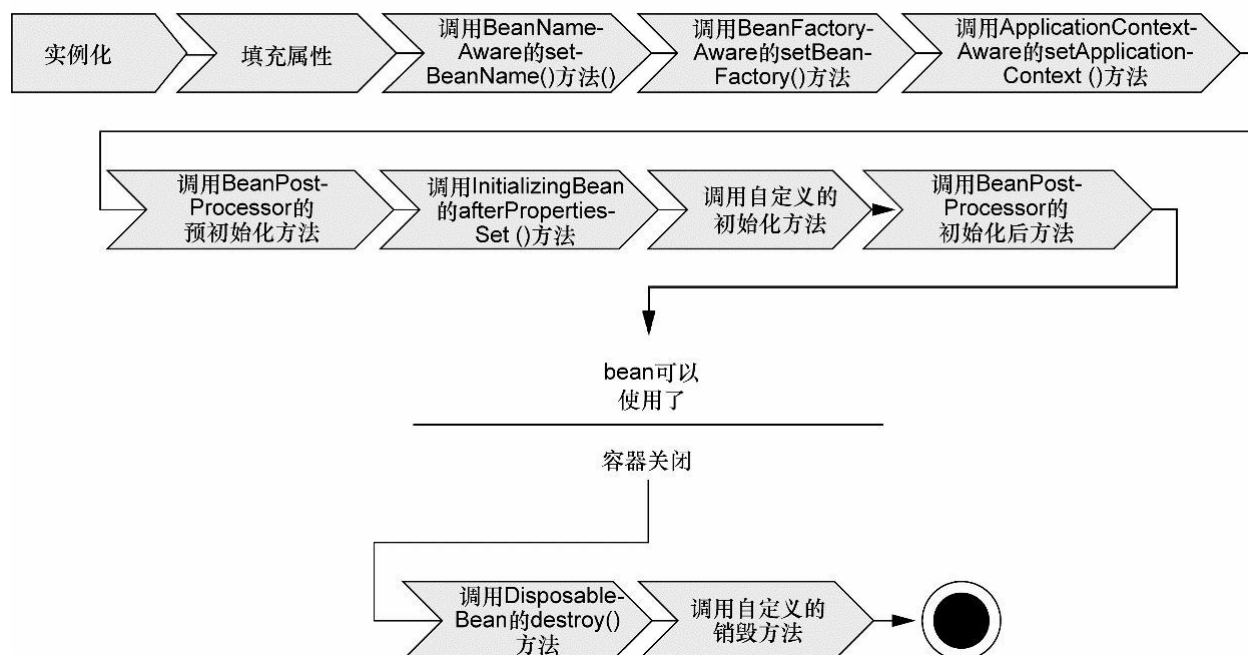 实例化
填充属性
调用BeanName-
Aware的set-
BeanName()方法()
调用BeanFactory-
Aware的setBean-
Factory()方法
调用ApplicationContext-
Aware的setApplication-
Context ()方法
调用BeanPost-
Processor的
预初始化方法
调用InitializingBean
的afterProperties-
Set ()方法
调用自定义的
初始化方法
调用BeanPost-
Processor的
初始化后方法
bean可以
使用了
容器关闭
调用Disposable-
Bean的destroy()
方法
调用自定义的
销毁方法